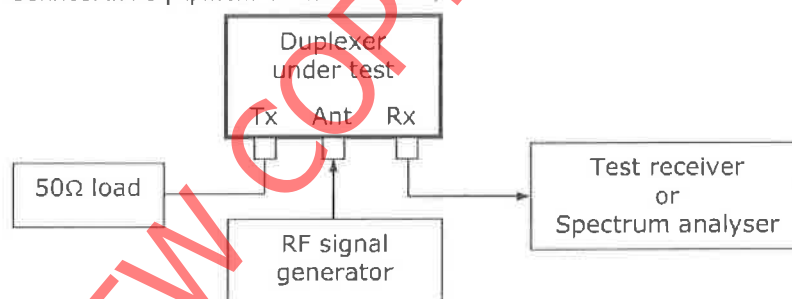 Duplexer
under test
Tx Ant Rx
50Ω load
Test receiver
or
Spectrum analyser
RF signal
generator